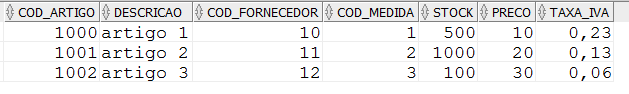 COD_ARTIGO DESCRICAO COD_FORNECEDOR COD_MEDIDA STOCK PRECO TAXA_IVA
1000 artigo 1 10 1 500 10 0,23
1001 artigo 2 11 2 1000 20 0,13
1002 artigo 3 12 3 100 30 0,06